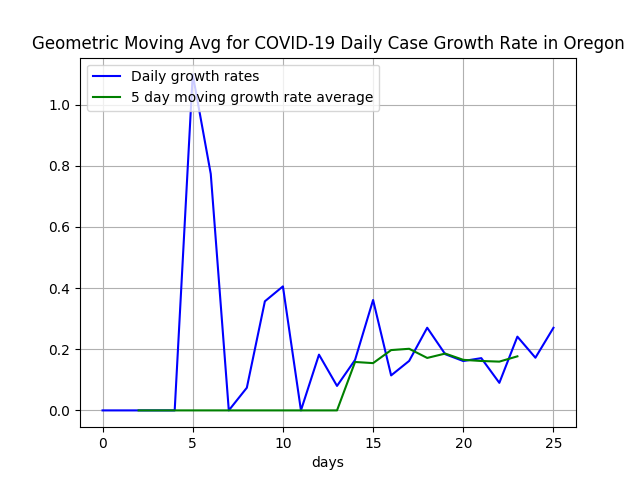 Geometric Moving Avg for COVID-19 Daily Case Growth Rate in Oregon
Daily growth rates
5 day moving growth rate average
1.0
0.8
0.6
0.4
0.2
0.0
0 5 10 15 20 25
days